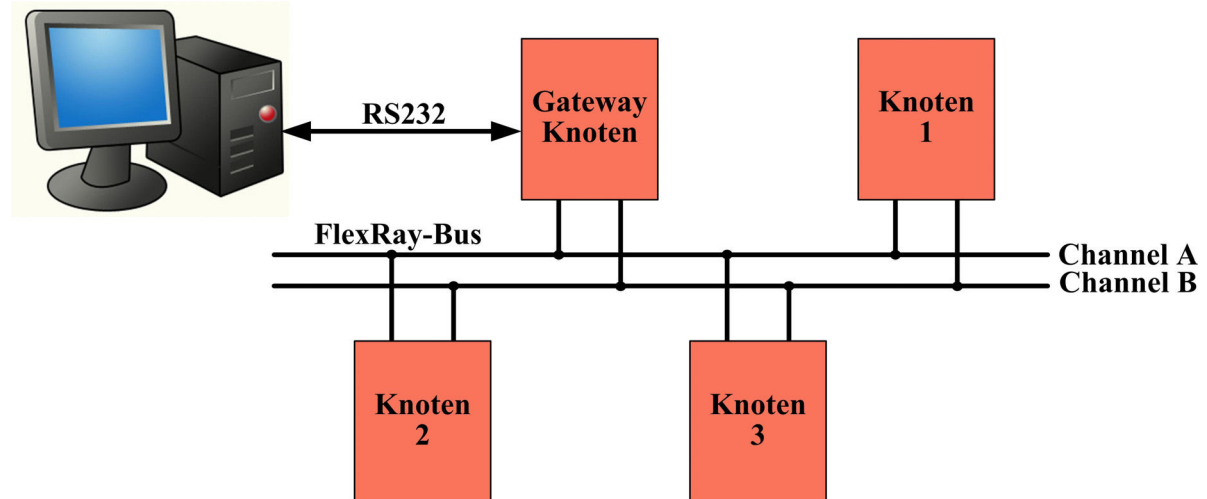 RS232
Gateway
Knoten
Knoten
1
FlexRay-Bus
Channel A
Channel B
Knoten
2
Knoten
3